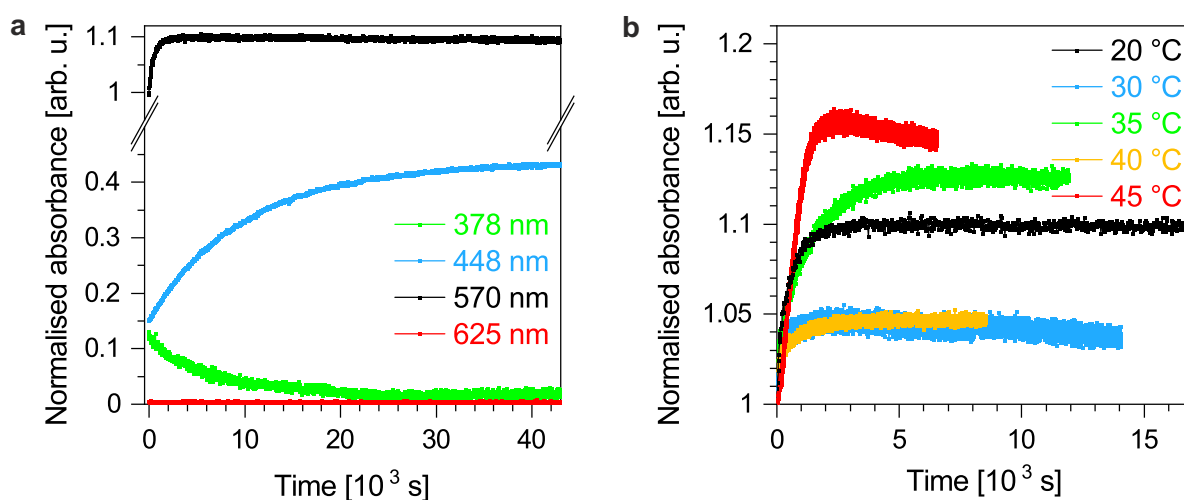 a
Normalised absorbance [arb. u.]
1.1
1
0.4
0.3
0.2
0.1
0
378 nm
448 nm
570 nm
625 nm
0
10
20
30
40
Time [10 3 s]
b
Normalised absorbance [arb. u.]
1.2
1.15
1.1
1.05
1
20 °C
30 °C
35 °C
40 °C
45 °C
0
5
10
15
Time [10 3 s]